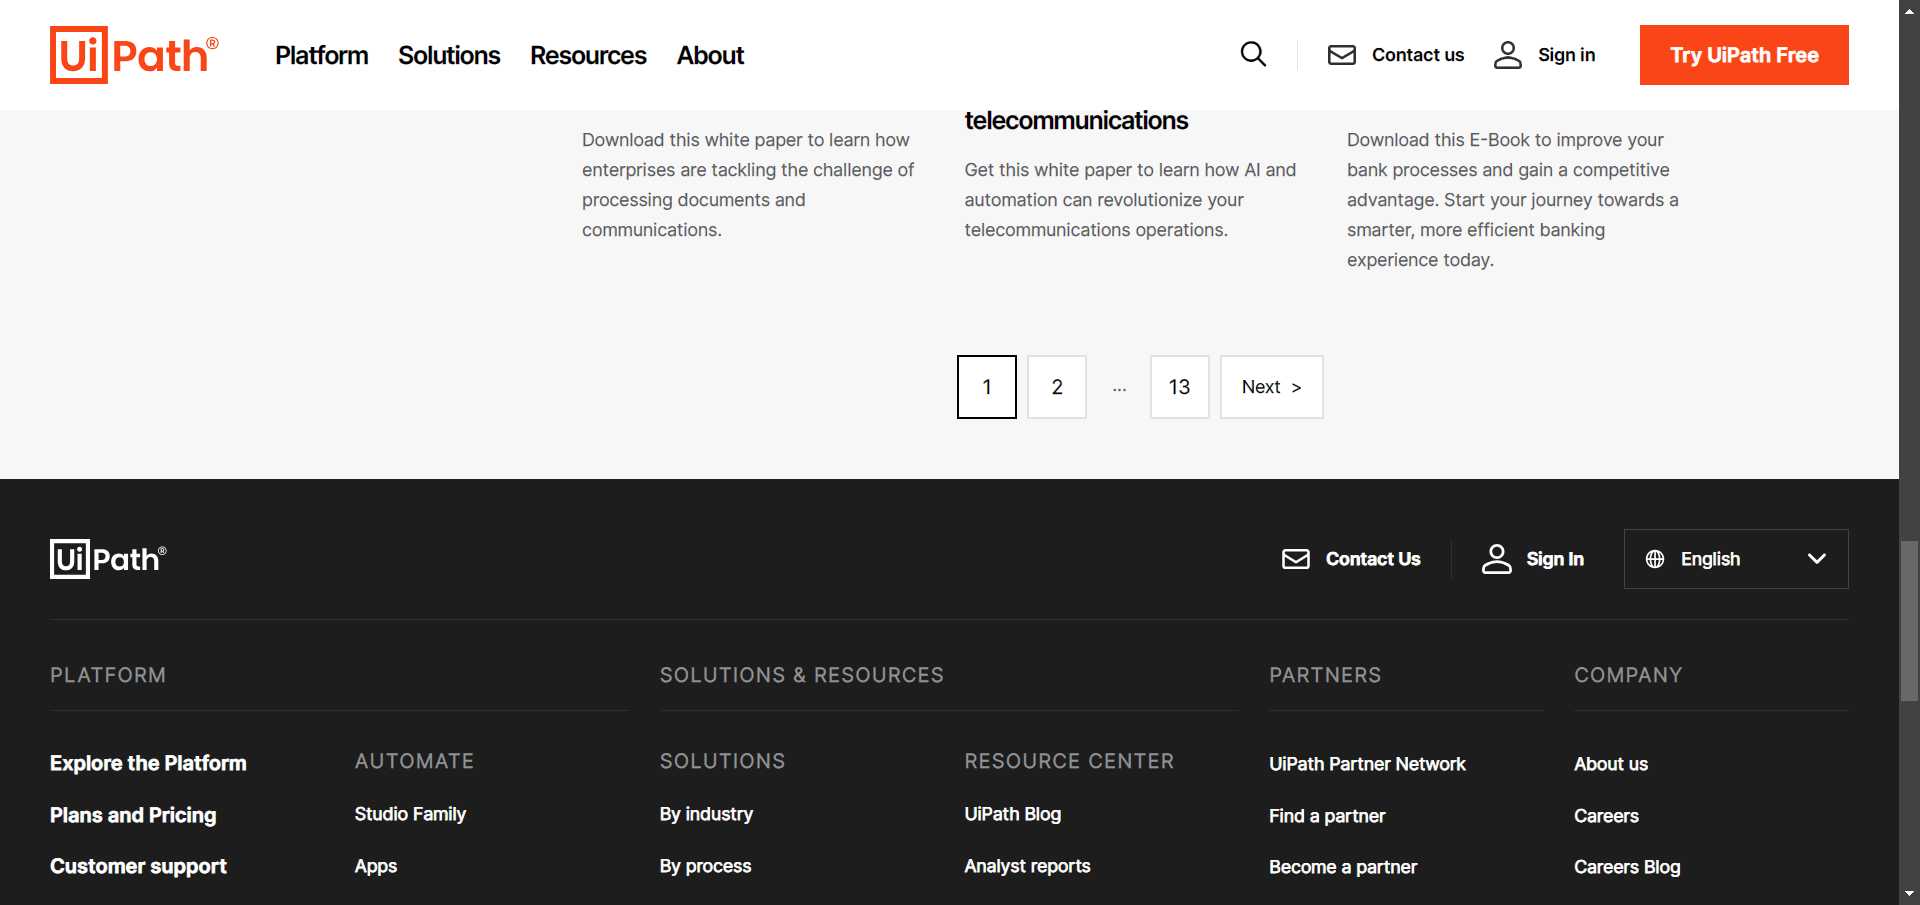 UiPath®
Platform
Solutions
Resources
About
Contact us
Sign in
Try UiPath Free
Download this white paper to learn how
enterprises are tackling the challenge of
processing documents and
communications.
telecommunications
Get this white paper to learn how AI and
automation can revolutionize your
telecommunications operations.
Download this E-Book to improve your
bank processes and gain a competitive
advantage. Start your journey towards a
smarter, more efficient banking
experience today.
1
2
...
13
Next >
UiPath®
Contact Us
Sign In
English
PLATFORM
Explore the Platform
Plans and Pricing
Customer support
AUTOMATE
Studio Family
Apps
SOLUTIONS & RESOURCES
SOLUTIONS
By industry
By process
RESOURCE CENTER
UiPath Blog
Analyst reports
PARTNERS
UiPath Partner Network
Find a partner
Become a partner
COMPANY
About us
Careers
Careers Blog